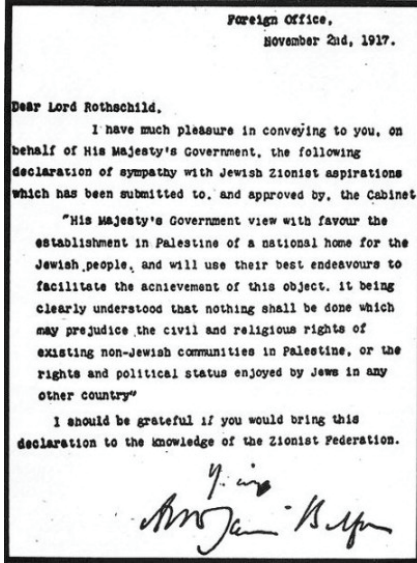 Foreign Office,
November 2nd, 1917.
Dear Lord Rothschild,
I have much pleasure in conveying to you, on
behalf of His Majesty's Government, the following
declaration of sympathy with Jewish Zionist aspirations
which has been submitted to, and approved by, the Cabinet
"His Majesty's Government view with favour the
establishment in Palestine of a national home for the
Jewish people, and will use their best endeavours to
facilitate the achievement of this object, it being
clearly understood that nothing shall be done which
may prejudice the civil and religious rights of
existing non-Jewish communities in Palestine, or the
rights and political status enjoyed by Jews in any
other country"
I should be grateful if you would bring this
declaration to the knowledge of the Zionist Federation.